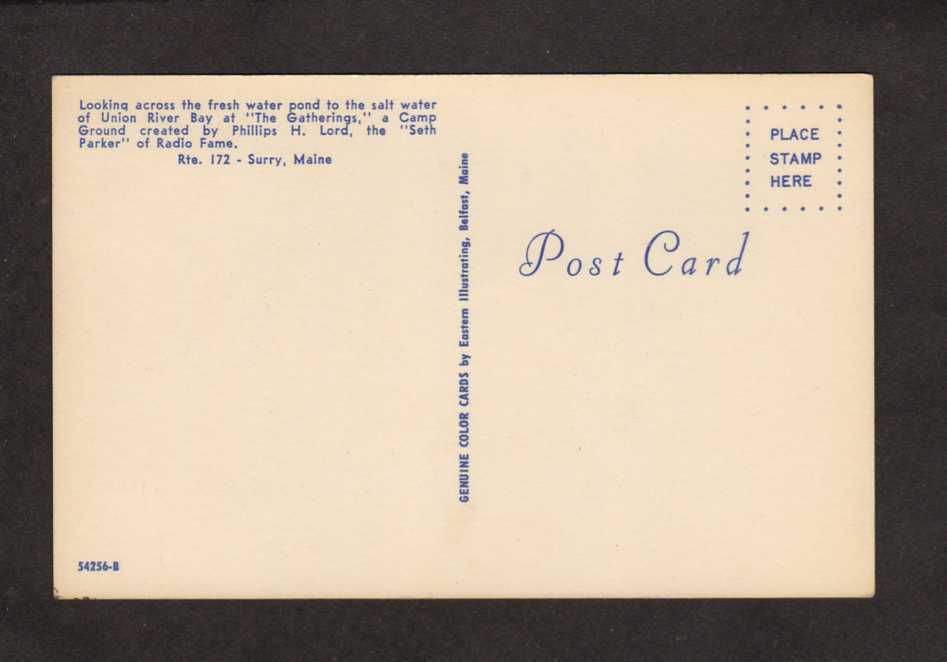 Looking across the fresh water pond to the salt water
of Union River Bay at "The Gatherings," a Camp
Ground created by Phillips H. Lord, the "Seth
Parker" of Radio Fame.
Rte. 172 - Surry, Maine
GENUINE COLOR CARDS by Eastern Illustrating, Belfast, Maine
PLACE
STAMP
HERE
Post Card
54256-B